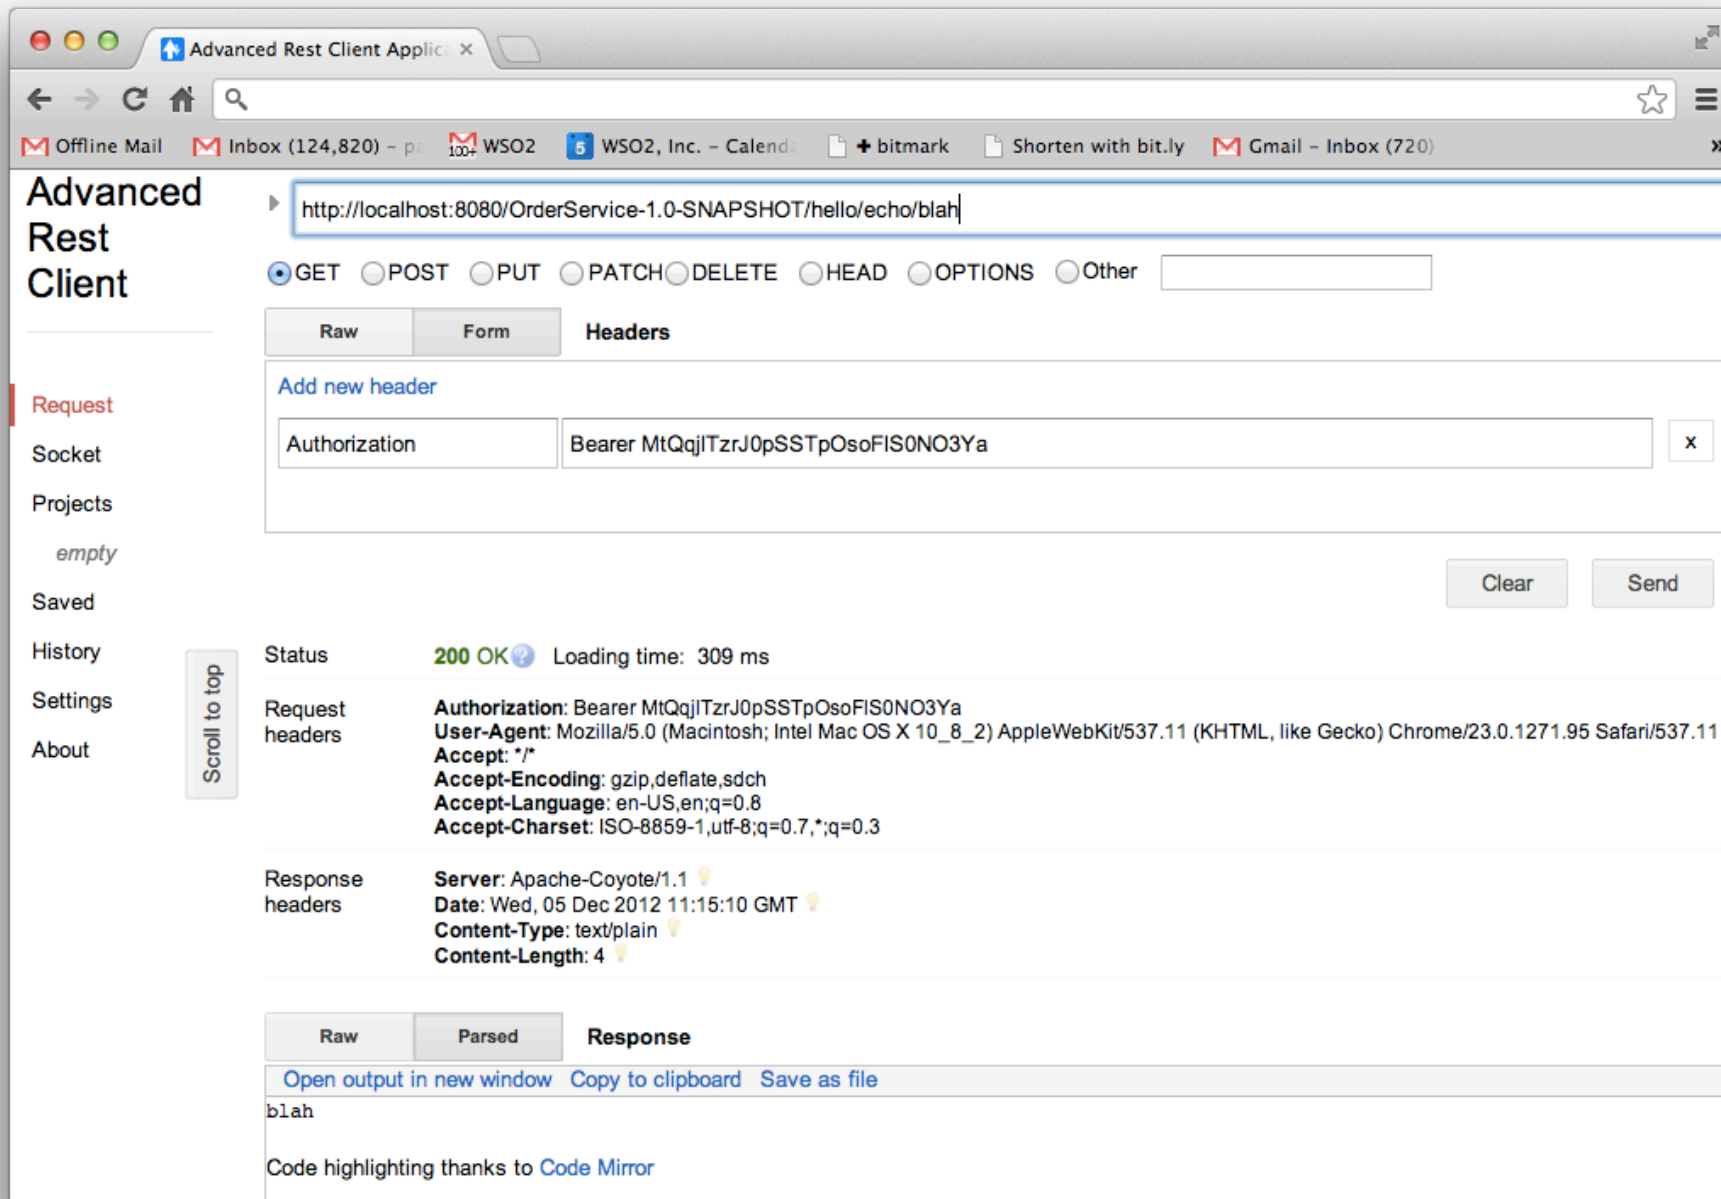 Advanced Rest Client Applic
Offline Mail Inbox (124,820) – pa 100+ WSO2 5 WSO2, Inc. – Calenda + bitmark Shorten with bit.ly Gmail – Inbox (720) »
Advanced
Rest
Client
http://localhost:8080/OrderService-1.0-SNAPSHOT/hello/echo/blah
GET POST PUT PATCH DELETE HEAD OPTIONS Other
Raw Form Headers
Add new header
Authorization Bearer MtQqjITzrJ0pSSTpOsoFIS0NO3Ya x
Request
Socket
Projects
empty
Saved
History
Settings
About
Scroll to top
Clear Send
Status 200 OK Loading time: 309 ms
Request headers
Authorization: Bearer MtQqjITzrJ0pSSTpOsoFIS0NO3Ya
User-Agent: Mozilla/5.0 (Macintosh; Intel Mac OS X 10_8_2) AppleWebKit/537.11 (KHTML, like Gecko) Chrome/23.0.1271.95 Safari/537.11
Accept: */*
Accept-Encoding: gzip,deflate,sdch
Accept-Language: en-US,en;q=0.8
Accept-Charset: ISO-8859-1,utf-8;q=0.7,*;q=0.3
Response headers
Server: Apache-Coyote/1.1
Date: Wed, 05 Dec 2012 11:15:10 GMT
Content-Type: text/plain
Content-Length: 4
Raw Parsed Response
Open output in new window Copy to clipboard Save as file
blah
Code highlighting thanks to Code Mirror